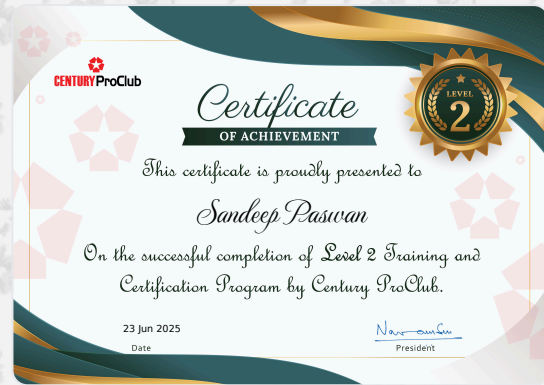 CENTURY ProClub
LEVEL
2
Certificate
OF ACHIEVEMENT
This certificate is proudly presented to
Sandeep Paswan
On the successful completion of Level 2 Training and
Certification Program by Century ProClub.
23 Jun 2025
Date
President